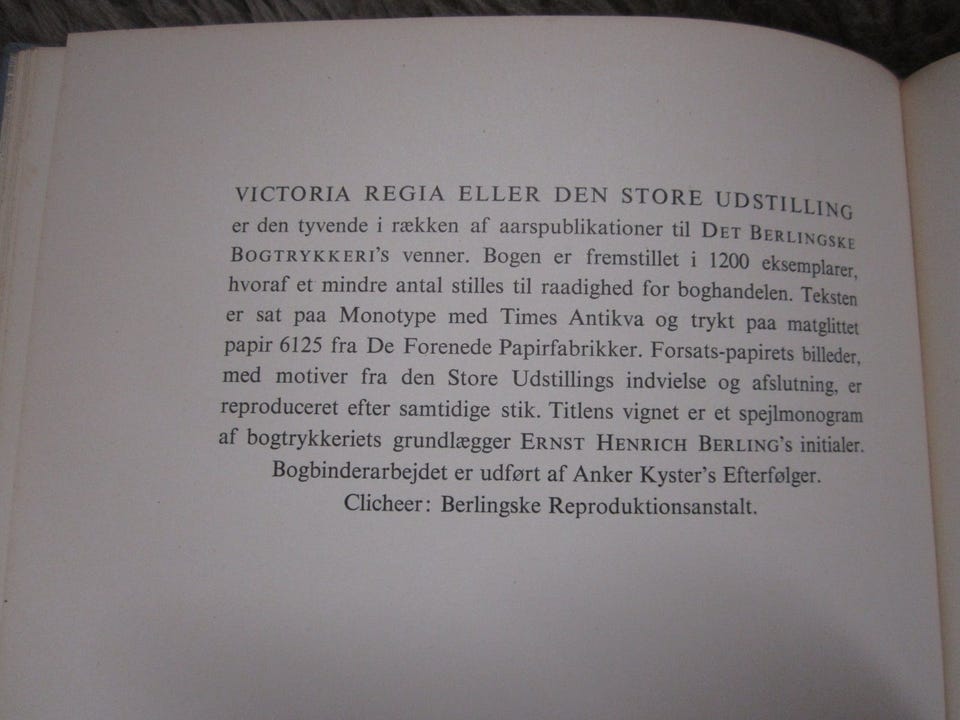 VICTORIA REGIA ELLER DEN STORE UDSTILLING
er den tyvende i rækken af aarspublikationer til DET BERLINGSKE
BOGTRYKKERI’S venner. Bogen er fremstillet i 1200 eksemplarer,
hvoraf et mindre antal stilles til raadighed for boghandelen. Teksten
er sat paa Monotype med Times Antikva og trykt paa matglittet
papir 6125 fra De Forenede Papirfabrikker. Forsats-papirets billeder,
med motiver fra den Store Udstillings indvielse og afslutning, er
reproduceret efter samtidige stik. Titlens vignet er et spejlmonogram
af bogtrykkeriets grundlægger ERNST HENRICH BERLING’s initialer.
Bogbinderarbejdet er udført af Anker Kyster’s Efterfølger.
Clicheer: Berlingske Reproduktionsanstalt.